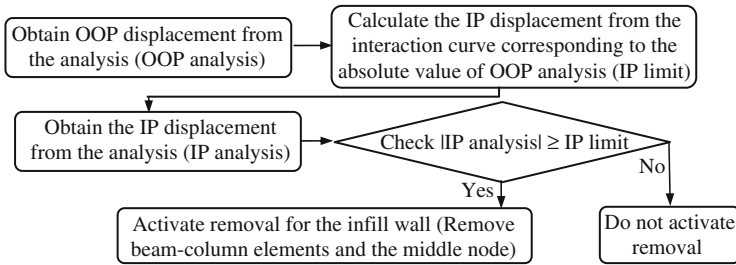 Obtain OOP displacement from
the analysis (OOP analysis)
Calculate the IP displacement from the
interaction curve corresponding to the
absolute value of OOP analysis (IP limit)
Obtain the IP displacement
from the analysis (IP analysis)
Check |IP analysis| ≥ IP limit
No
Yes
Activate removal for the infill wall (Remove
beam-column elements and the middle node)
Do not activate
removal